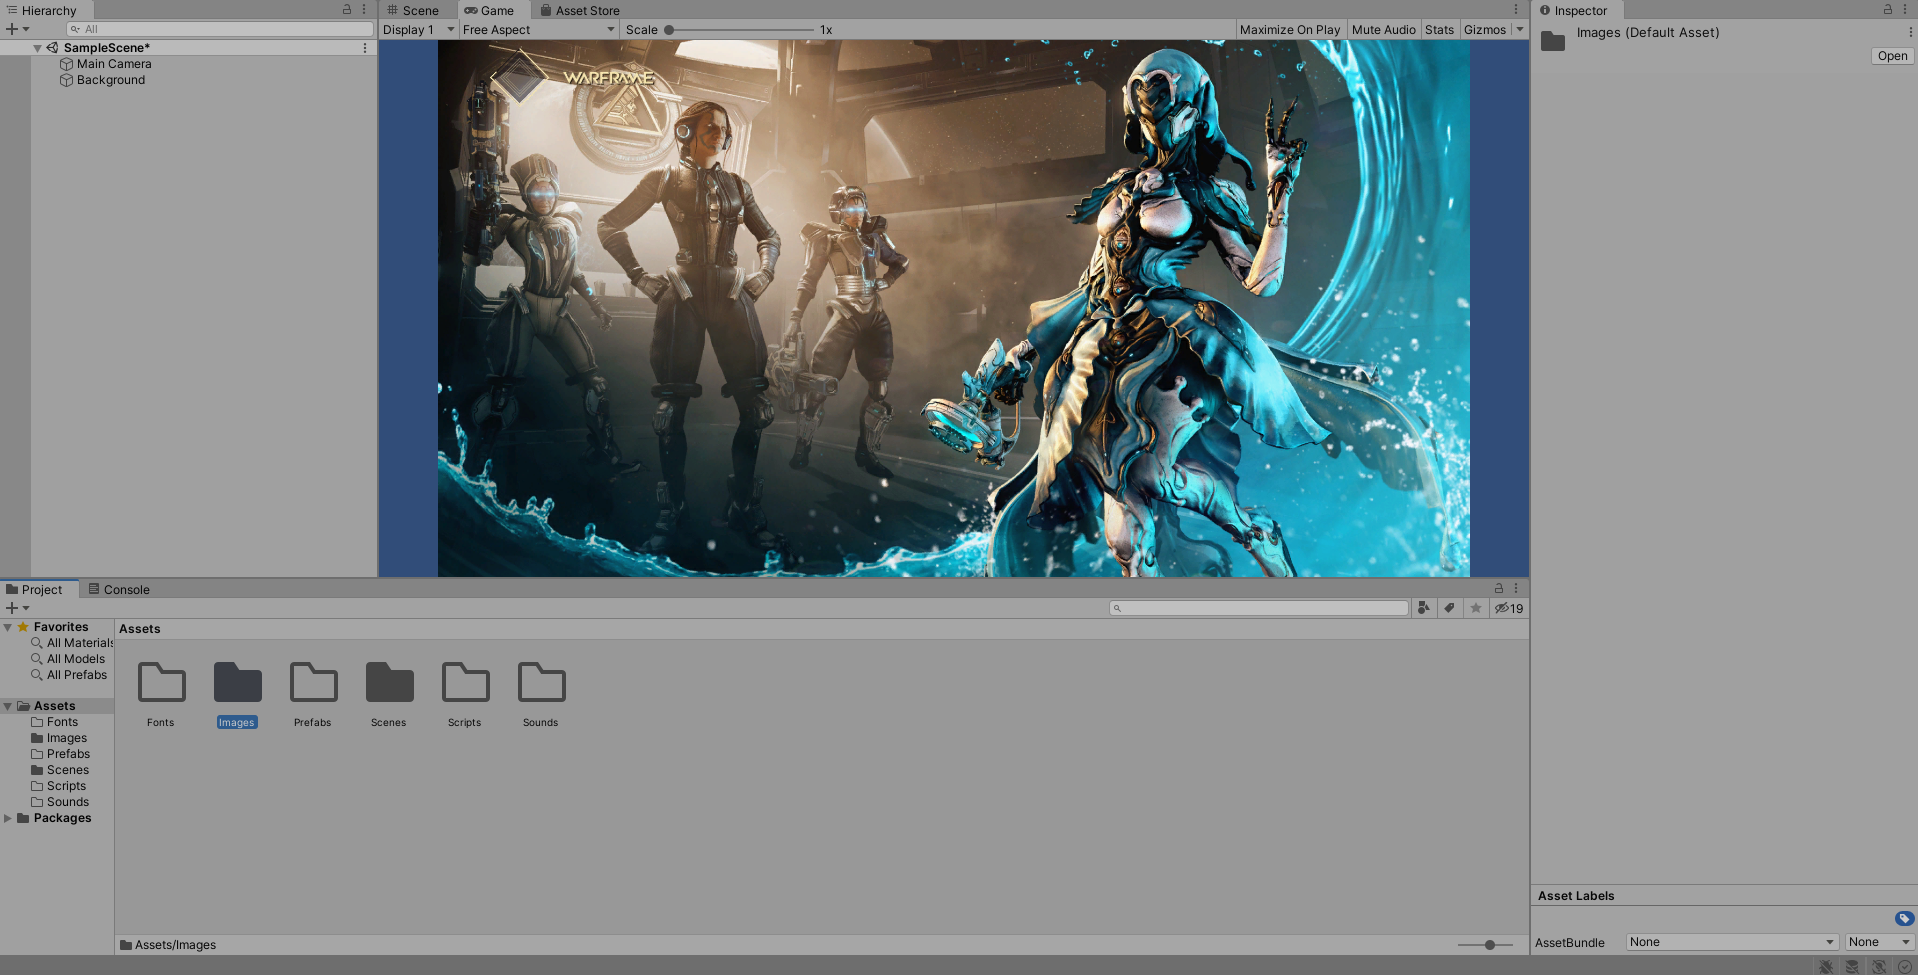 Hierarchy
All
SampleScene*
Main Camera
Background
Scene
Game
Asset Store
Display 1
Free Aspect
Scale
1x
Maximize On Play
Mute Audio
Stats
Gizmos
WARFRAME
Inspector
Images (Default Asset)
Open
Project
Console
19
Favorites
All Materials
All Models
All Prefabs
Assets
Fonts
Images
Prefabs
Scenes
Scripts
Sounds
Packages
Assets
Fonts
Images
Prefabs
Scenes
Scripts
Sounds
Assets/Images
Asset Labels
AssetBundle
None
None